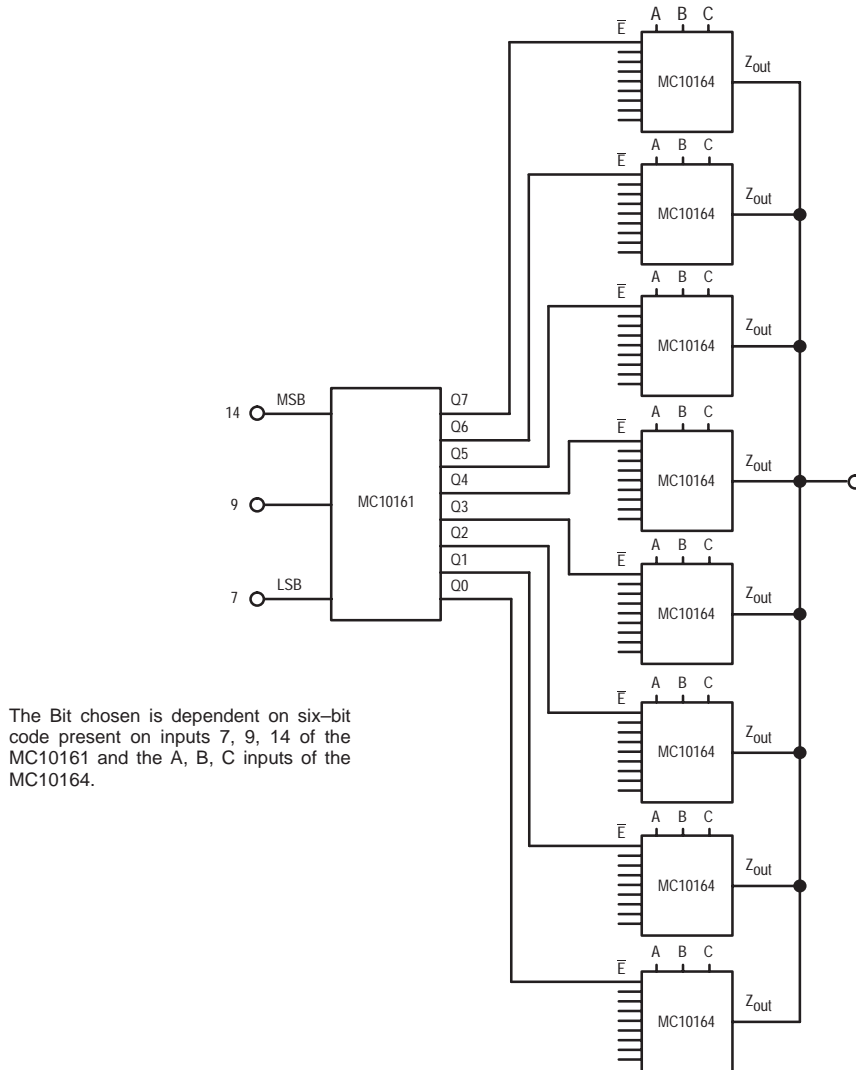 A B C
E
MC10164
Zout
A B C
E
MC10164
Zout
A B C
E
MC10164
Zout
14 MSB
9
7 LSB
MC10161
Q7
Q6
Q5
Q4
Q3
Q2
Q1
Q0
A B C
E
MC10164
Zout
A B C
E
MC10164
Zout
The Bit chosen is dependent on six–bit
code present on inputs 7, 9, 14 of the
MC10161 and the A, B, C inputs of the
MC10164.
A B C
E
MC10164
Zout
A B C
E
MC10164
Zout
A B C
E
MC10164
Zout